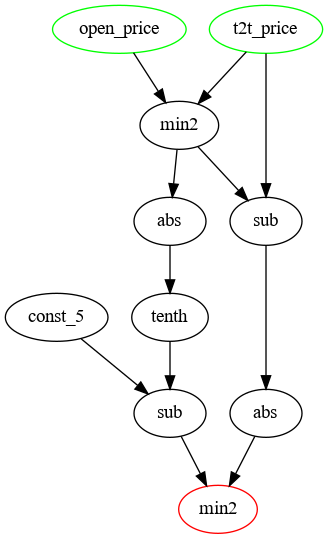 open_price
t2t_price
min2
abs
sub
const_5
tenth
sub
abs
min2